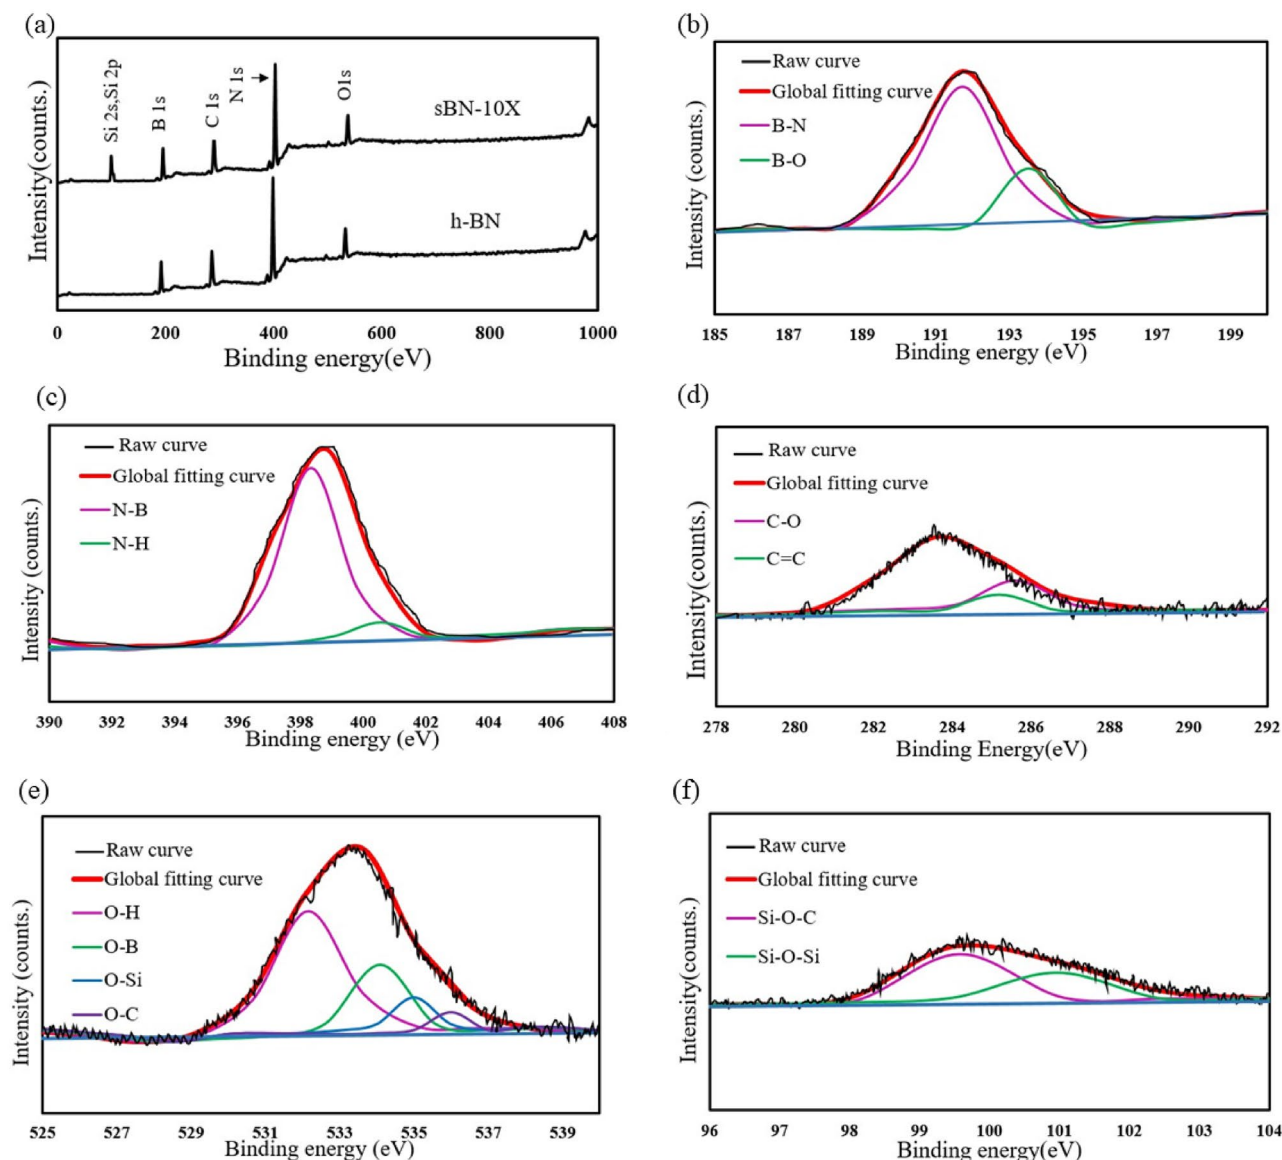 (a)
Intensity(counts.)
Si 2s,Si 2p
B 1s
C 1s
N 1s
O1s
sBN-10X
h-BN
0 200 400 600 800 1000
Binding energy(eV)
(b)
Intensity (counts.)
Raw curve
Global fitting curve
B-N
B-O
185 187 189 191 193 195 197 199
Binding energy (eV)
(c)
Intensity (counts.)
Raw curve
Global fitting curve
N-B
N-H
390 392 394 396 398 400 402 404 406 408
Binding energy (eV)
(d)
Intensity(counts.)
Raw curve
Global fitting curve
C-O
C=C
278 280 282 284 286 288 290 292
Binding Energy(eV)
(e)
Intensity (counts.)
Raw curve
Global fitting curve
O-H
O-B
O-Si
O-C
525 527 529 531 533 535 537 539
Binding energy (eV)
(f)
Intensity(counts.)
Raw curve
Global fitting curve
Si-O-C
Si-O-Si
96 97 98 99 100 101 102 103 104
Binding energy(eV)